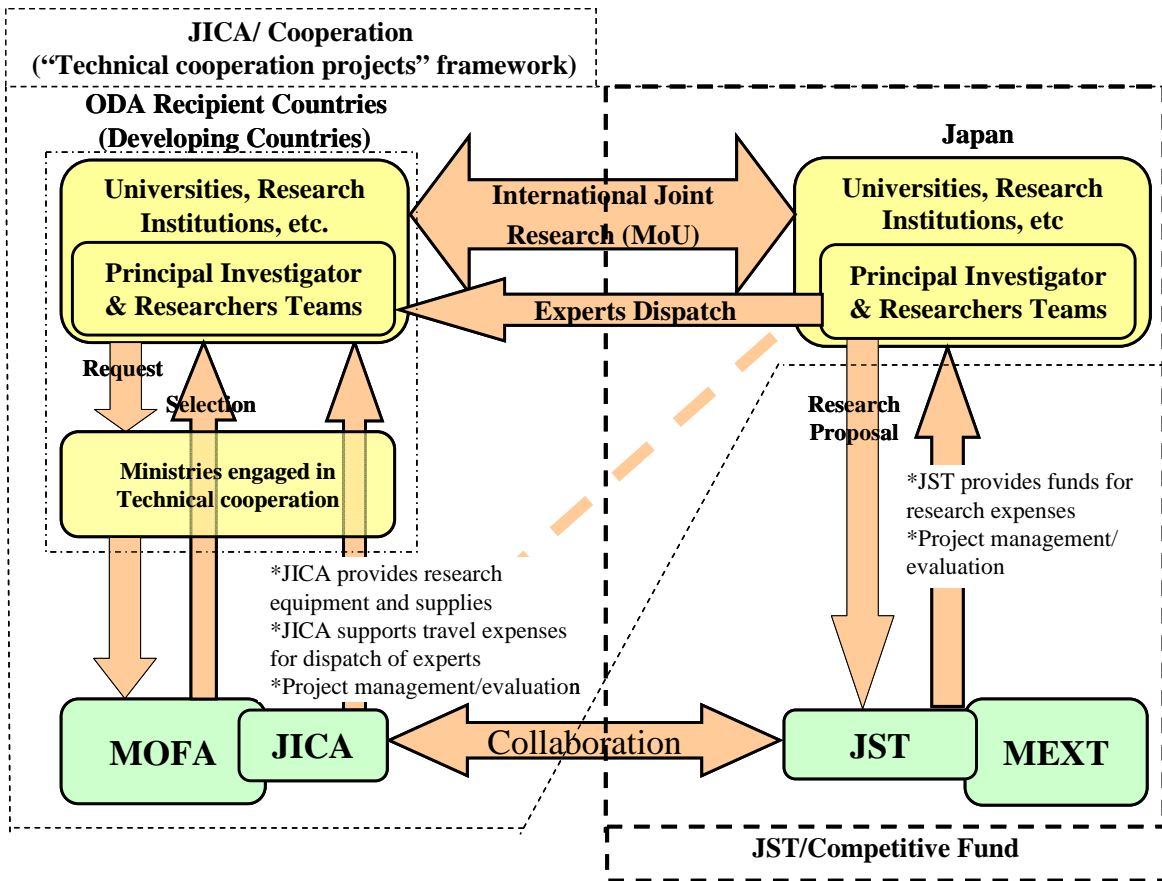 JICA/ Cooperation
(“Technical cooperation projects” framework)
ODA Recipient Countries
(Developing Countries)
Japan
Universities, Research
Institutions, etc.
Principal Investigator
& Researchers Teams
International Joint
Research (MoU)
Experts Dispatch
Universities, Research
Institutions, etc
Principal Investigator
& Researchers Teams
Request
Selection
Ministries engaged in
Technical cooperation
Research
Proposal
*JST provides funds for
research expenses
*Project management/
evaluation
*JICA provides research
equipment and supplies
*JICA supports travel expenses
for dispatch of experts
*Project management/evaluation
MOFA
JICA
Collaboration
JST
MEXT
JST/Competitive Fund